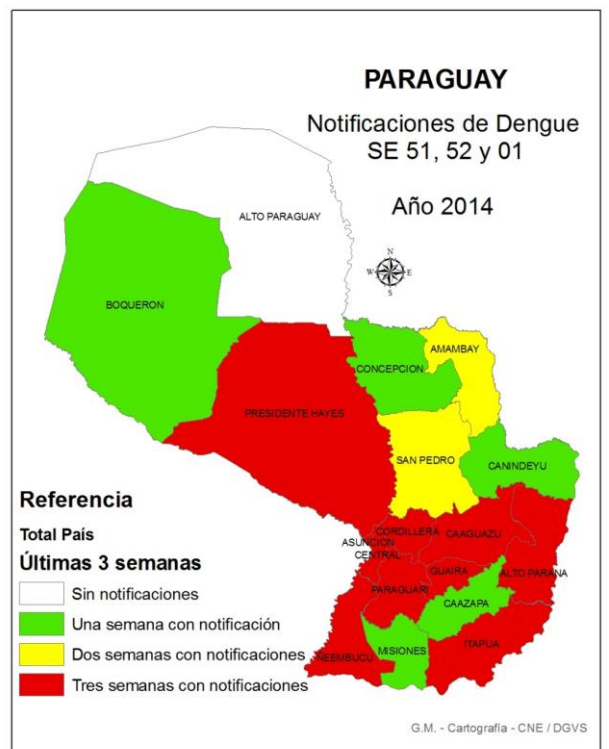 PARAGUAY
Notificaciones de Dengue
SE 51, 52 y 01
Año 2014
N
W E
S
ALTO PARAGUAY
BOQUERON
AMAMBAY
CONCEPCION
PRESIDENTE HAYES
SAN PEDRO
CANINDEYU
CORDILLERA
CAAGUAZU
ASUNCION
CENTRAL
GUAIRA
ALTO PARANA
PARAGUARI
CAAZAPA
ITAPUA
MISIONES
NEEMBUCU
Referencia
Total País
Últimas 3 semanas
Sin notificaciones
Una semana con notificación
Dos semanas con notificaciones
Tres semanas con notificaciones
G.M. - Cartografia - CNE / DGVS